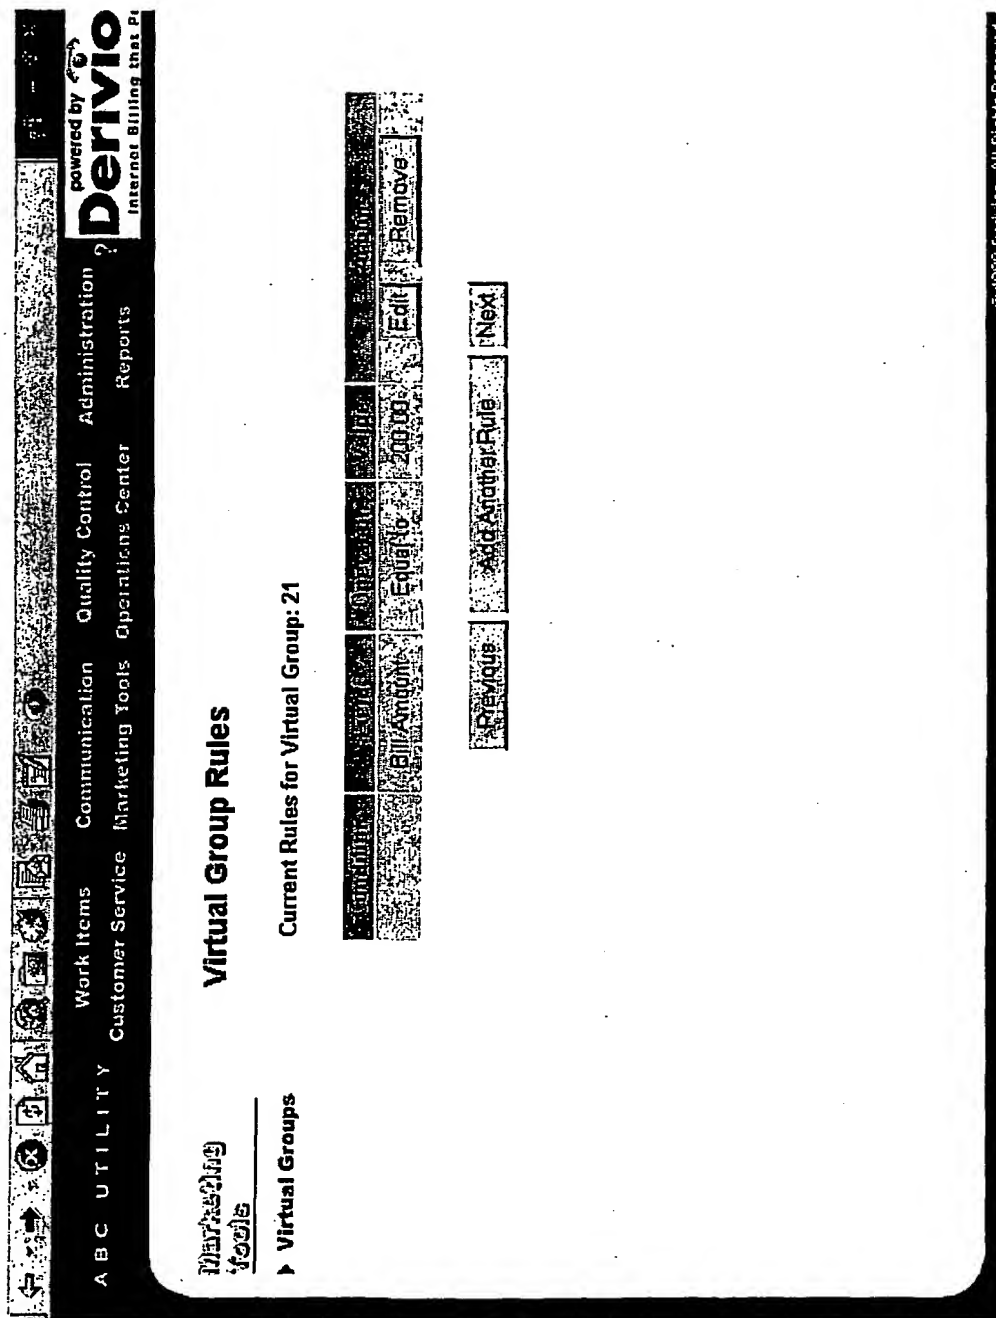 powered by
Derivio
Internet Billing that
ABC UTILITY
Work Items Communication Quality Control Administration
?
Customer Service Marketing Tools Operations Center Reports
Marketing
Tools
Virtual Groups
Virtual Group Rules
Current Rules for Virtual Group: 21
Bill Amount Equal to 200.00 Edit Remove
Previous Add Another Rule Next